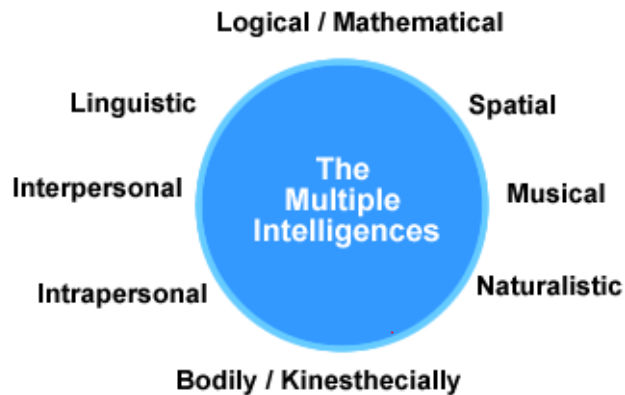 Logical / Mathematical
Linguistic
Spatial
Interpersonal
The
Multiple
Intelligences
Musical
Intrapersonal
Naturalistic
Bodily / Kinesthecially